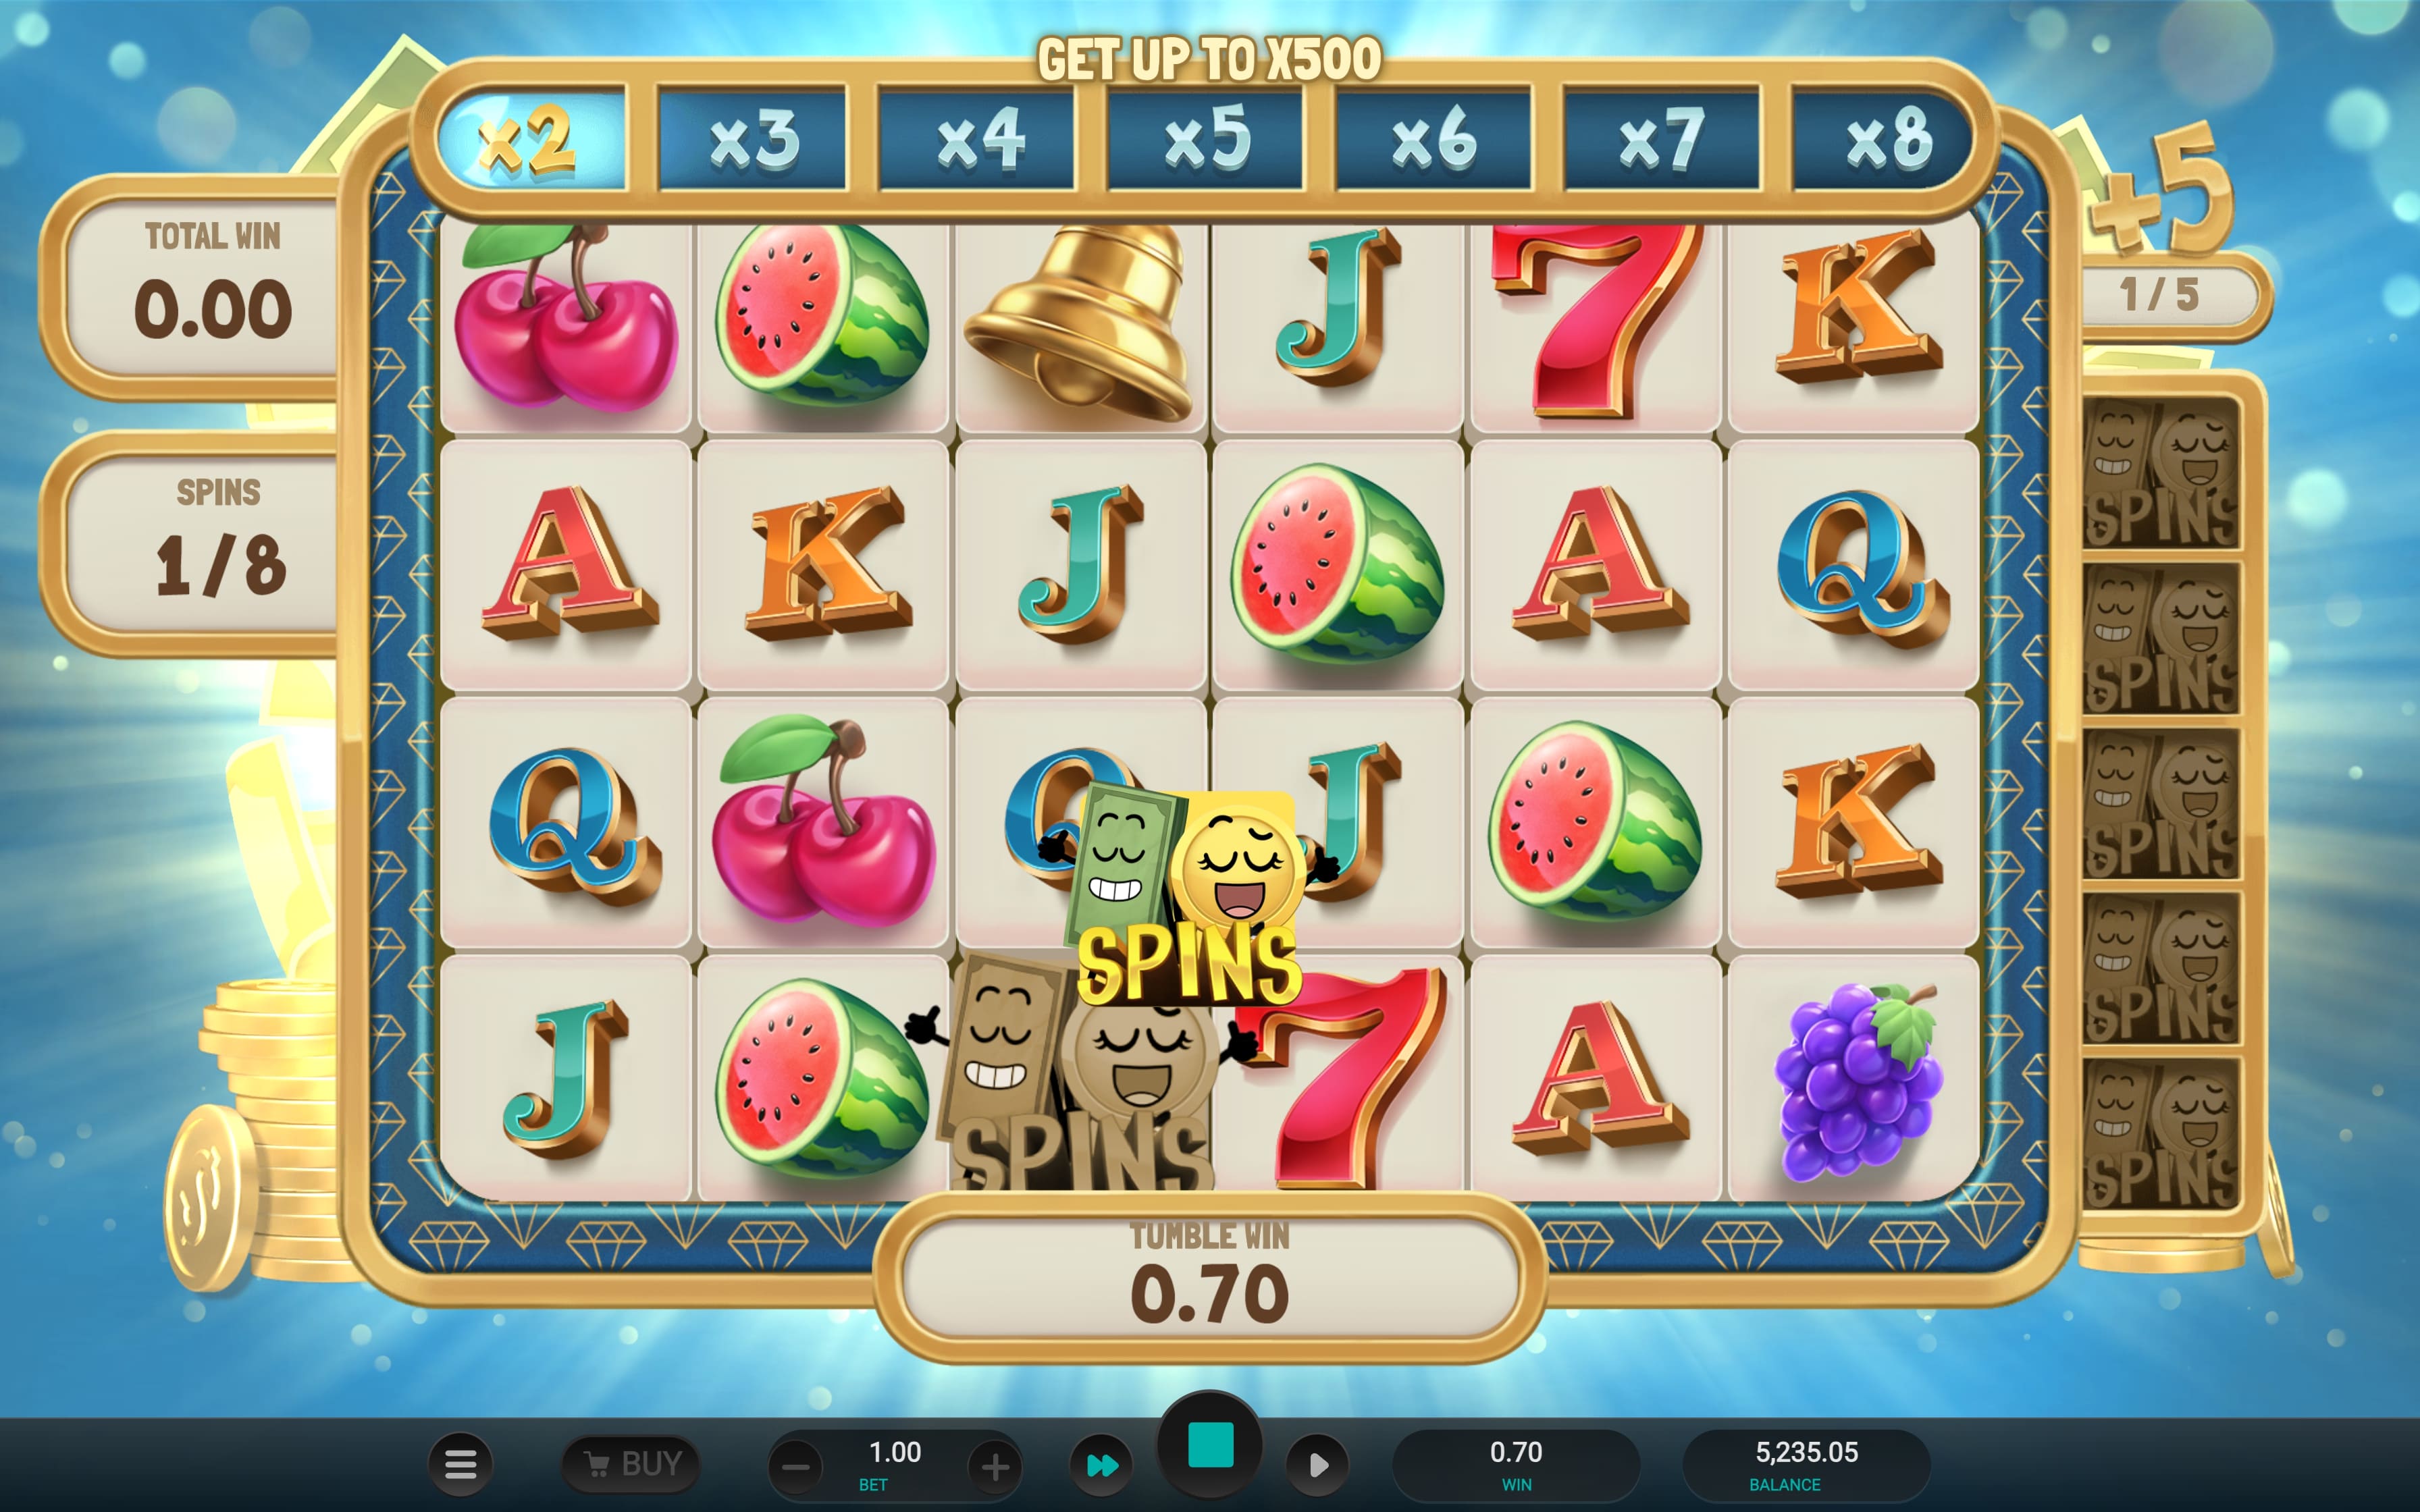 GET UP TO X500
x2 x3 x4 x5 x6 x7 x8
+5
TOTAL WIN
0.00
1/5
SPINS
1/8
J K
A K J A Q
Q Q J K
J A
SPINS
SPINS
SPINS
SPINS
SPINS
SPINS
SPINS
7
7
TUMBLE WIN
0.70
BUY
1.00
BET
0.70
WIN
5,235.05
BALANCE